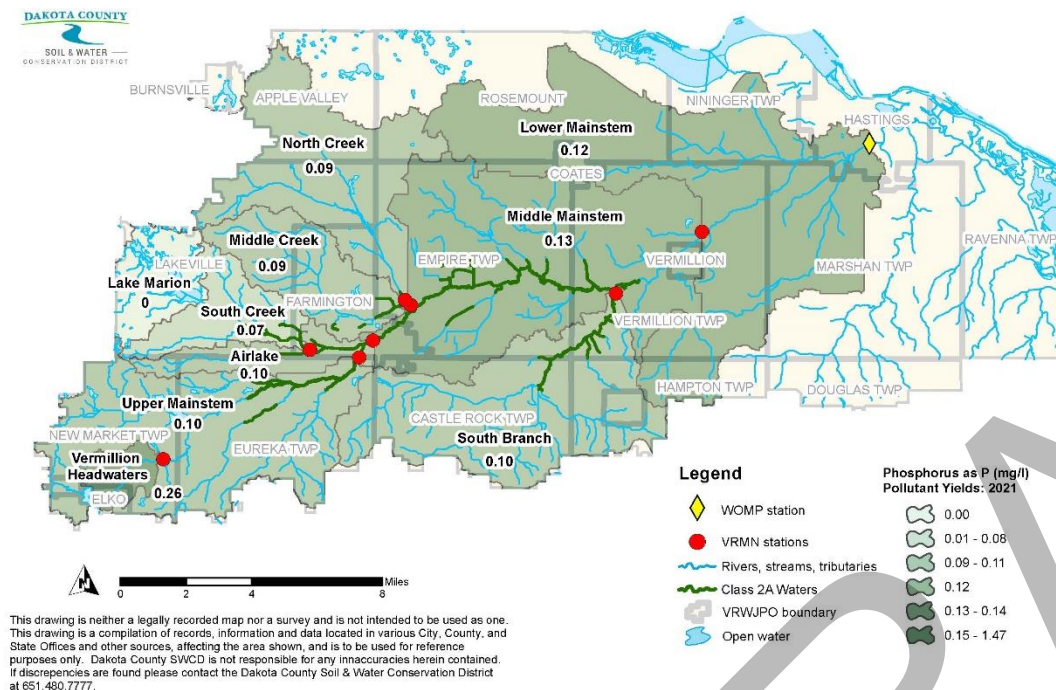 DAKOTA COUNTY
SOIL & WATER
CONSERVATION DISTRICT
BURNSVILLE
APPLE VALLEY
ROSEMOUNT
NININGER TWP
HASTINGS
Lower Mainstem
0.12
North Creek
0.09
COATES
Middle Mainstem
0.13
Middle Creek
0.09
EMPIRE TWP
VERMILLION
RAVENNA TWP
LAKEVILLE
MARSHAN TWP
Lake Marion
0
FARMINGTON
South Creek
0.07
VERMILLION TWP
Airlake
0.10
Upper Mainstem
0.10
HAMPTON TWP
DOUGLAS TWP
CASTLE ROCK TWP
NEW MARKET TWP
EUREKA TWP
South Branch
0.10
Vermillion
Headwaters
0.26
ELKO
Legend
WOMP station
VRMN stations
Rivers, streams, tributaries
Class 2A Waters
VRWJPO boundary
Open water
Phosphorus as P (mg/l)
Pollutant Yields: 2021
0.00
0.01 - 0.08
0.09 - 0.11
0.12
0.13 - 0.14
0.15 - 1.47
N
Miles
0 2 4 8
This drawing is neither a legally recorded map nor a survey and is not intended to be used as one.
This drawing is a compilation of records, information and data located in various City, County, and
State Offices and other sources, affecting the area shown, and is to be used for reference
purposes only. Dakota County SWCD is not responsible for any innaccuracies herein contained.
If discrepencies are found please contact the Dakota County Soil & Water Conservation District
at 651.480.7777.